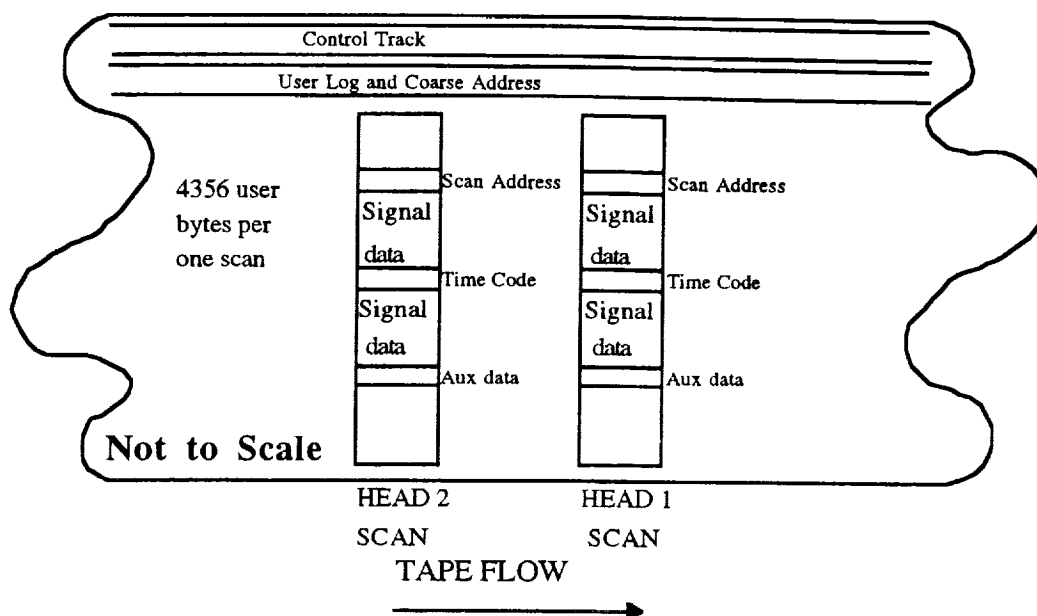 Control Track
User Log and Coarse Address
4356 user
bytes per
one scan
Scan Address
Signal
data
Time Code
Signal
data
Aux data
Scan Address
Signal
data
Time Code
Signal
data
Aux data
Not to Scale
HEAD 2
SCAN
HEAD 1
SCAN
TAPE FLOW